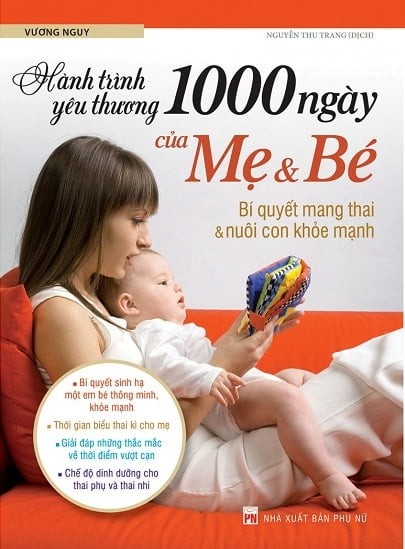 VƯƠNG NGUY
NGUYỄN THU TRANG (DỊCH)
Hành trình
yêu thương
1000 ngày
của Mẹ & Bé
Bí quyết mang thai
& nuôi con khỏe mạnh
▪ Bí quyết sinh hạ
một em bé thông minh,
khỏe mạnh
▪ Thời gian biểu thai kì cho mẹ
▪ Giải đáp những thắc mắc
về thời điểm vượt cạn
▪ Chế độ dinh dưỡng cho
thai phụ và thai nhi
PN
NHÀ XUẤT BẢN PHỤ NỮ